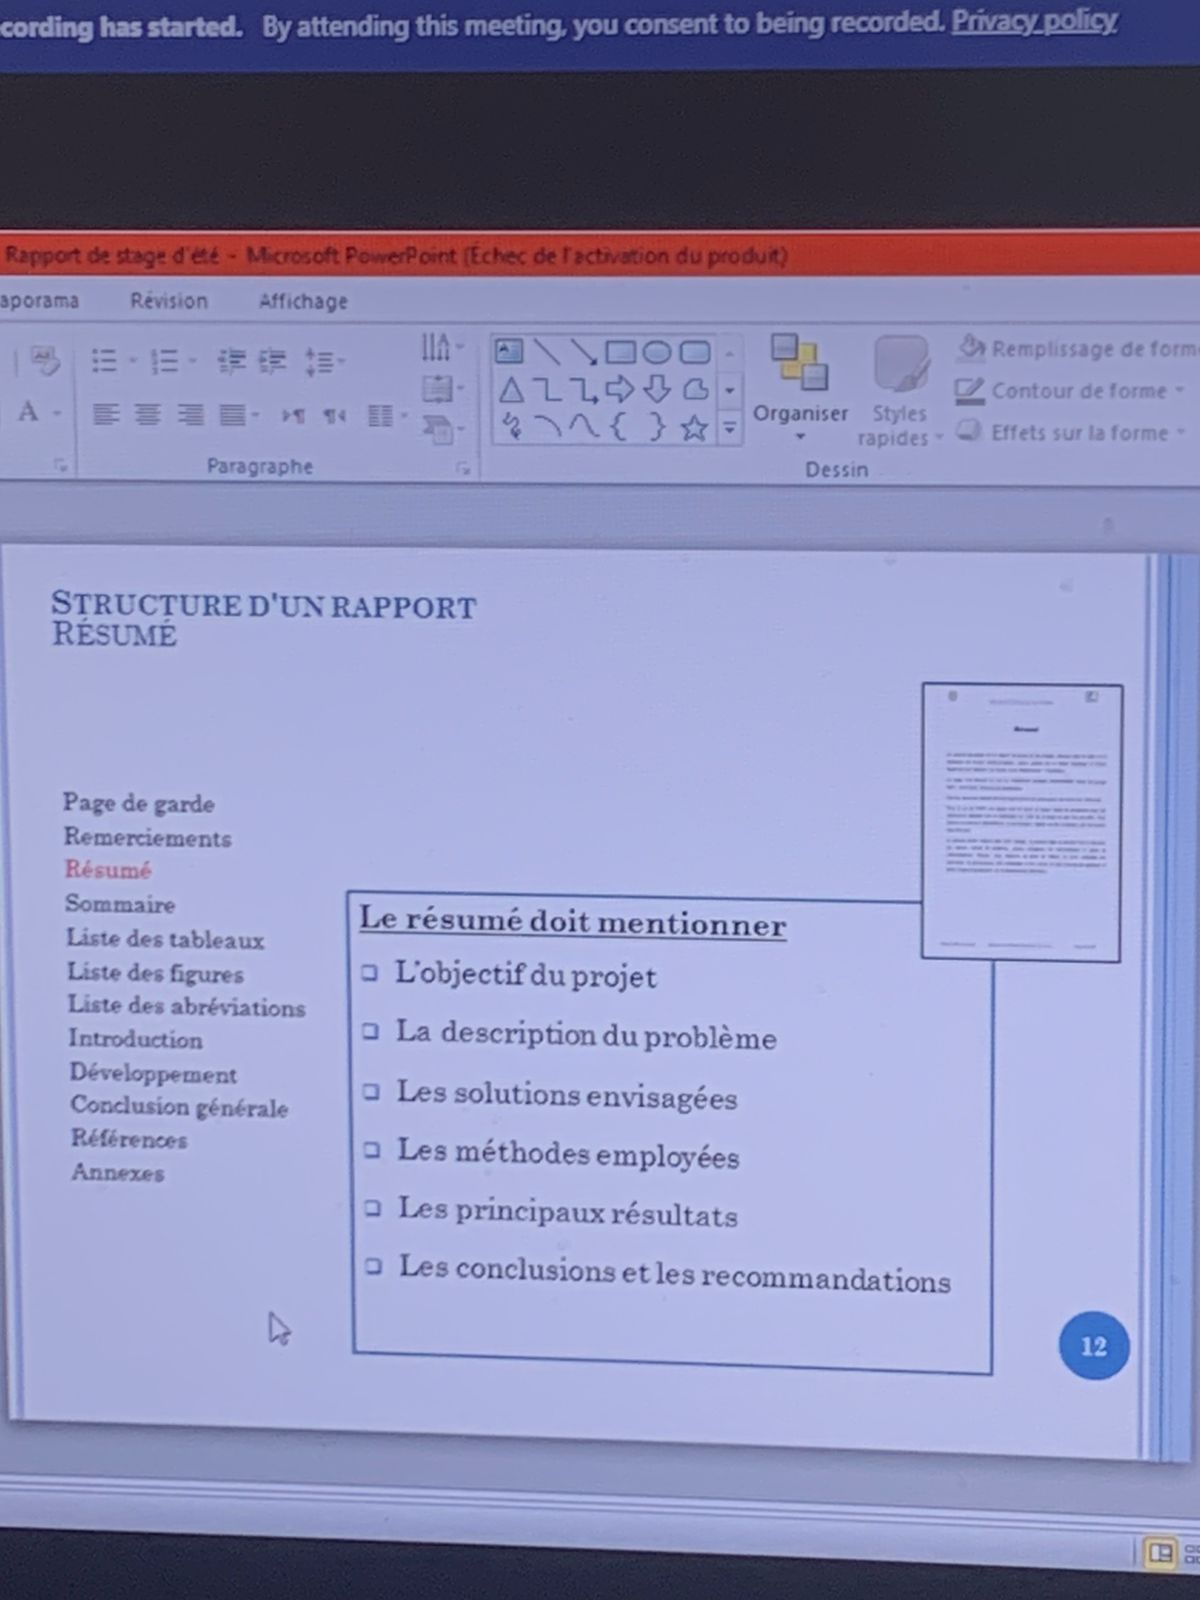 cording has started. By attending this meeting, you consent to being recorded. Privacy policy
Rapport de stage d'été - Microsoft PowerPoint (Échec de l'activation du produit)
aporama Révision Affichage
Remplissage de form
A
Organiser Styles
rapides
Contour de forme
Effets sur la forme
Paragraphe
Dessin
STRUCTURE D'UN RAPPORT
RÉSUMÉ
Page de garde
Remerciements
Résumé
Sommaire
Liste des tableaux
Liste des figures
Liste des abréviations
Introduction
Développement
Conclusion générale
Références
Annexes
Le résumé doit mentionner
L'objectif du projet
La description du problème
Les solutions envisagées
Les méthodes employées
Les principaux résultats
Les conclusions et les recommandations
12